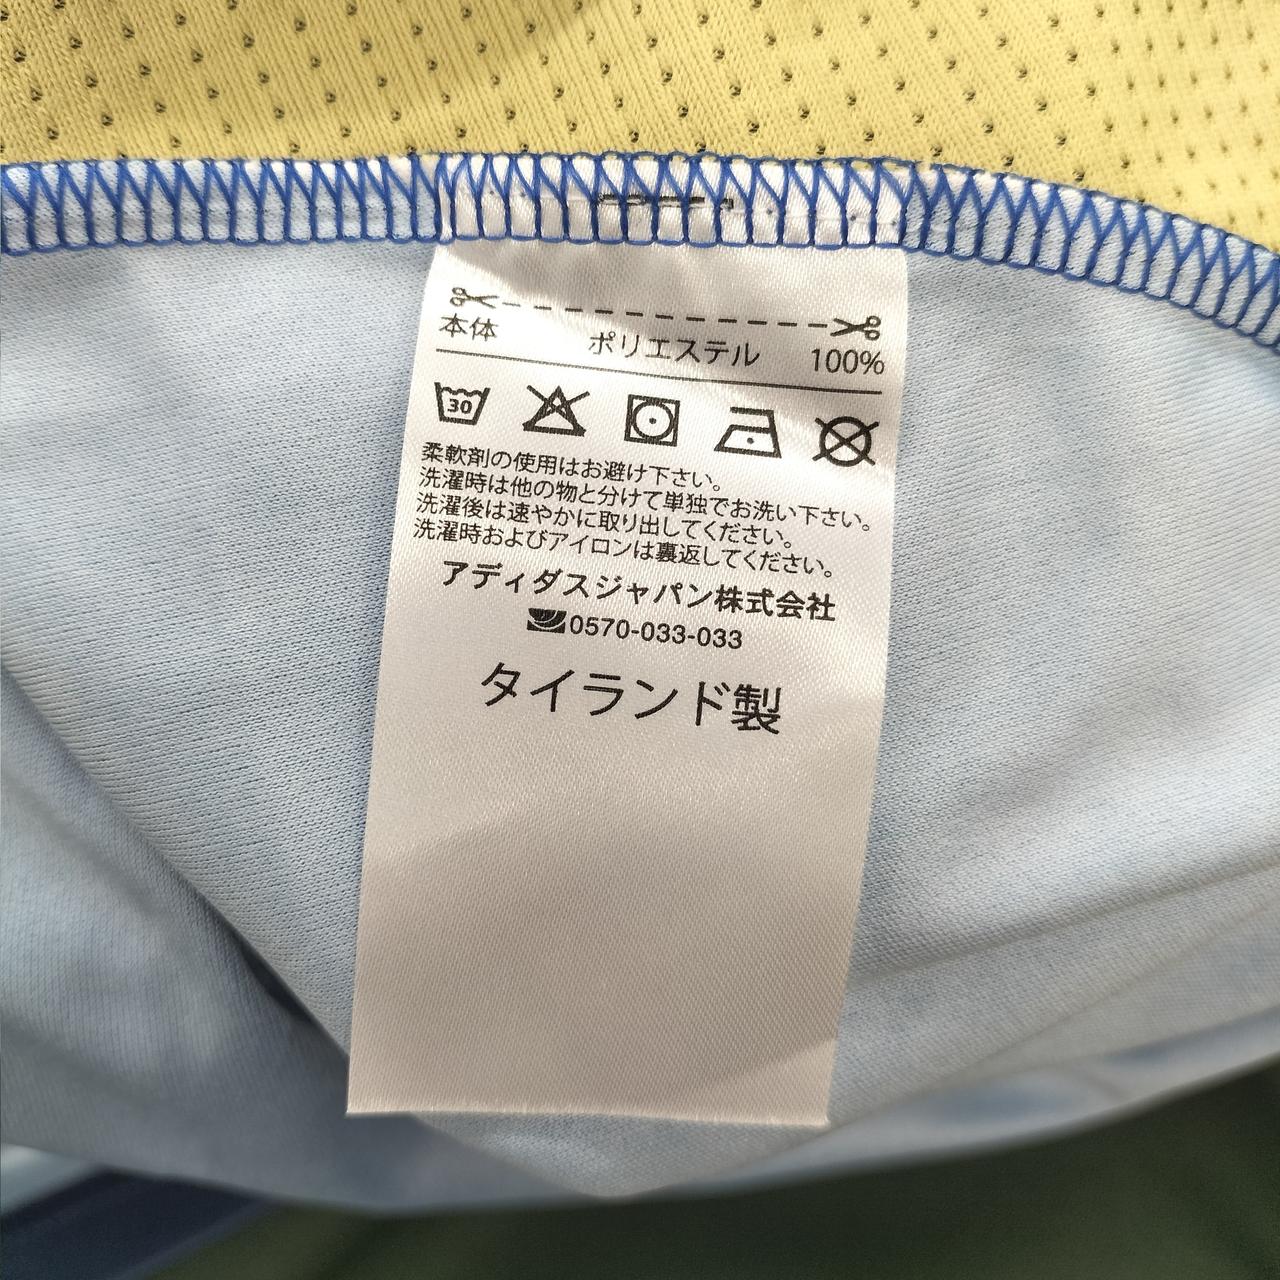 本体 ポリエステル 100%
30
柔軟剤の使用はお避け下さい。
洗濯時は他の物と分けて単独でお洗い下さい。
洗濯後は速やかに取り出してください。
洗濯時およびアイロンは裏返してください。
アディダスジャパン株式会社
0570-033-033
タイランド製